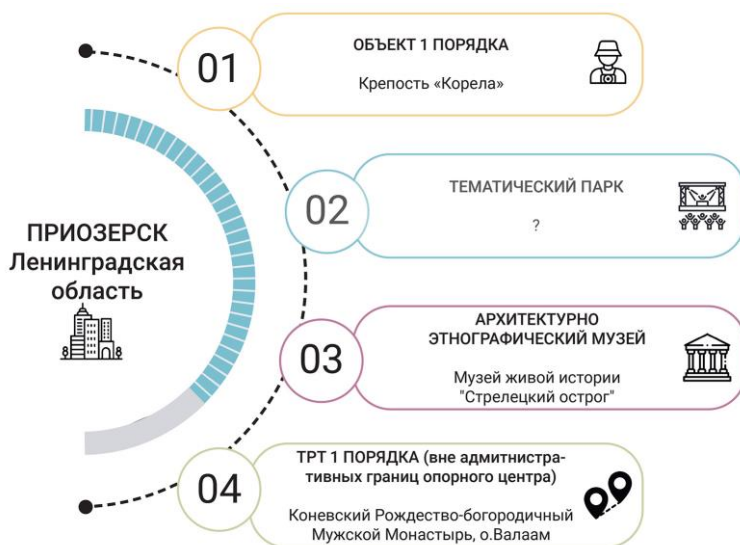 01
ОБЪЕКТ 1 ПОРЯДКА
Крепость «Корела»
02
ТЕМАТИЧЕСКИЙ ПАРК
?
ПРИОЗЕРСК
Ленинградская
область
03
АРХИТЕКТУРНО
ЭТНОГРАФИЧЕСКИЙ МУЗЕЙ
Музей живой истории
"Стрелецкий острог"
04
ТРТ 1 ПОРЯДКА (вне адмитнистра-
тивных границ опорного центра)
Коневский Рождество-богородичный
Мужской Монастырь, о.Валаам